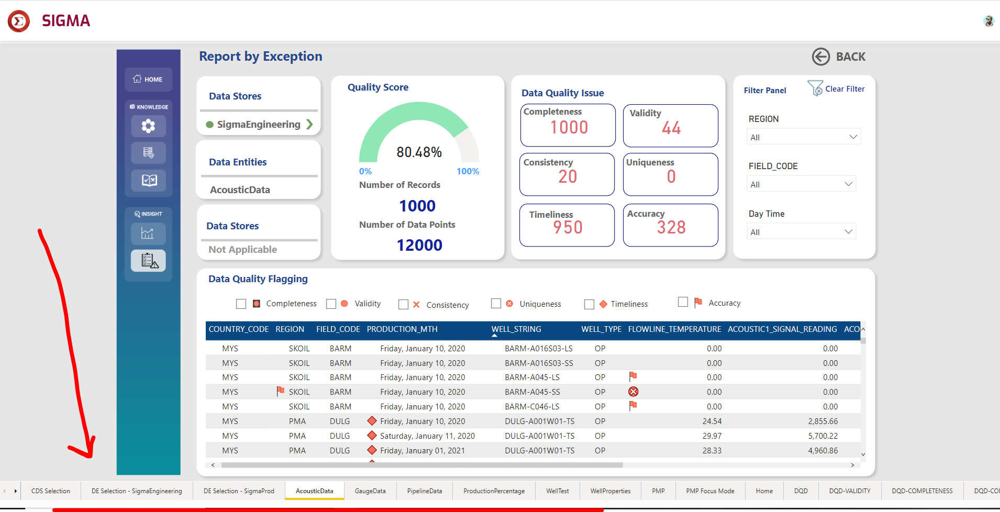 SIGMA
Report by Exception
BACK
HOME
KNOWLEDGE
INSIGHT
Data Stores
SigmaEngineering
Data Entities
AcousticData
Data Stores
Not Applicable
Quality Score
80.48%
0% 100%
Number of Records
1000
Number of Data Points
12000
Data Quality Issue
Completeness
1000
Validity
44
Consistency
20
Uniqueness
0
Timeliness
950
Accuracy
328
Filter Panel
Clear Filter
REGION
All
FIELD_CODE
All
Day Time
All
Data Quality Flagging
Completeness Validity Consistency Uniqueness Timeliness Accuracy
COUNTRY_CODE REGION FIELD_CODE PRODUCTION_MTH WELL_STRING WELL_TYPE FLOWLINE_TEMPERATURE ACOUSTIC1_SIGNAL_READING ACO
MYS SKOIL BARM Friday, January 10, 2020 BARM-A016S03-LS OP 0.00 0.00
MYS SKOIL BARM Friday, January 10, 2020 BARM-A016S03-SS OP 0.00 0.00
MYS SKOIL BARM Friday, January 10, 2020 BARM-A045-LS OP 0.00 0.00
MYS SKOIL BARM Friday, January 10, 2020 BARM-A045-SS OP 0.00 0.00
MYS SKOIL BARM Friday, January 10, 2020 BARM-C046-LS OP 0.00 0.00
MYS PMA DULG Friday, January 10, 2020 DULG-A001W01-TS OP 24.54 2,855.66
MYS PMA DULG Saturday, January 11, 2020 DULG-A001W01-TS OP 29.97 5,700.22
MYS PMA DULG Friday, January 01, 2021 DULG-A001W01-TS OP 28.33 4,960.86
CDS Selection DE Selection - SigmaEngineering DE Selection - SigmaProd AcousticData GaugeData PipelineData ProductionPercentage WellTest WellProperties PMP PMP Focus Mode Home DQD DQD-VALIDITY DQD-COMPLETENESS DQD-CO